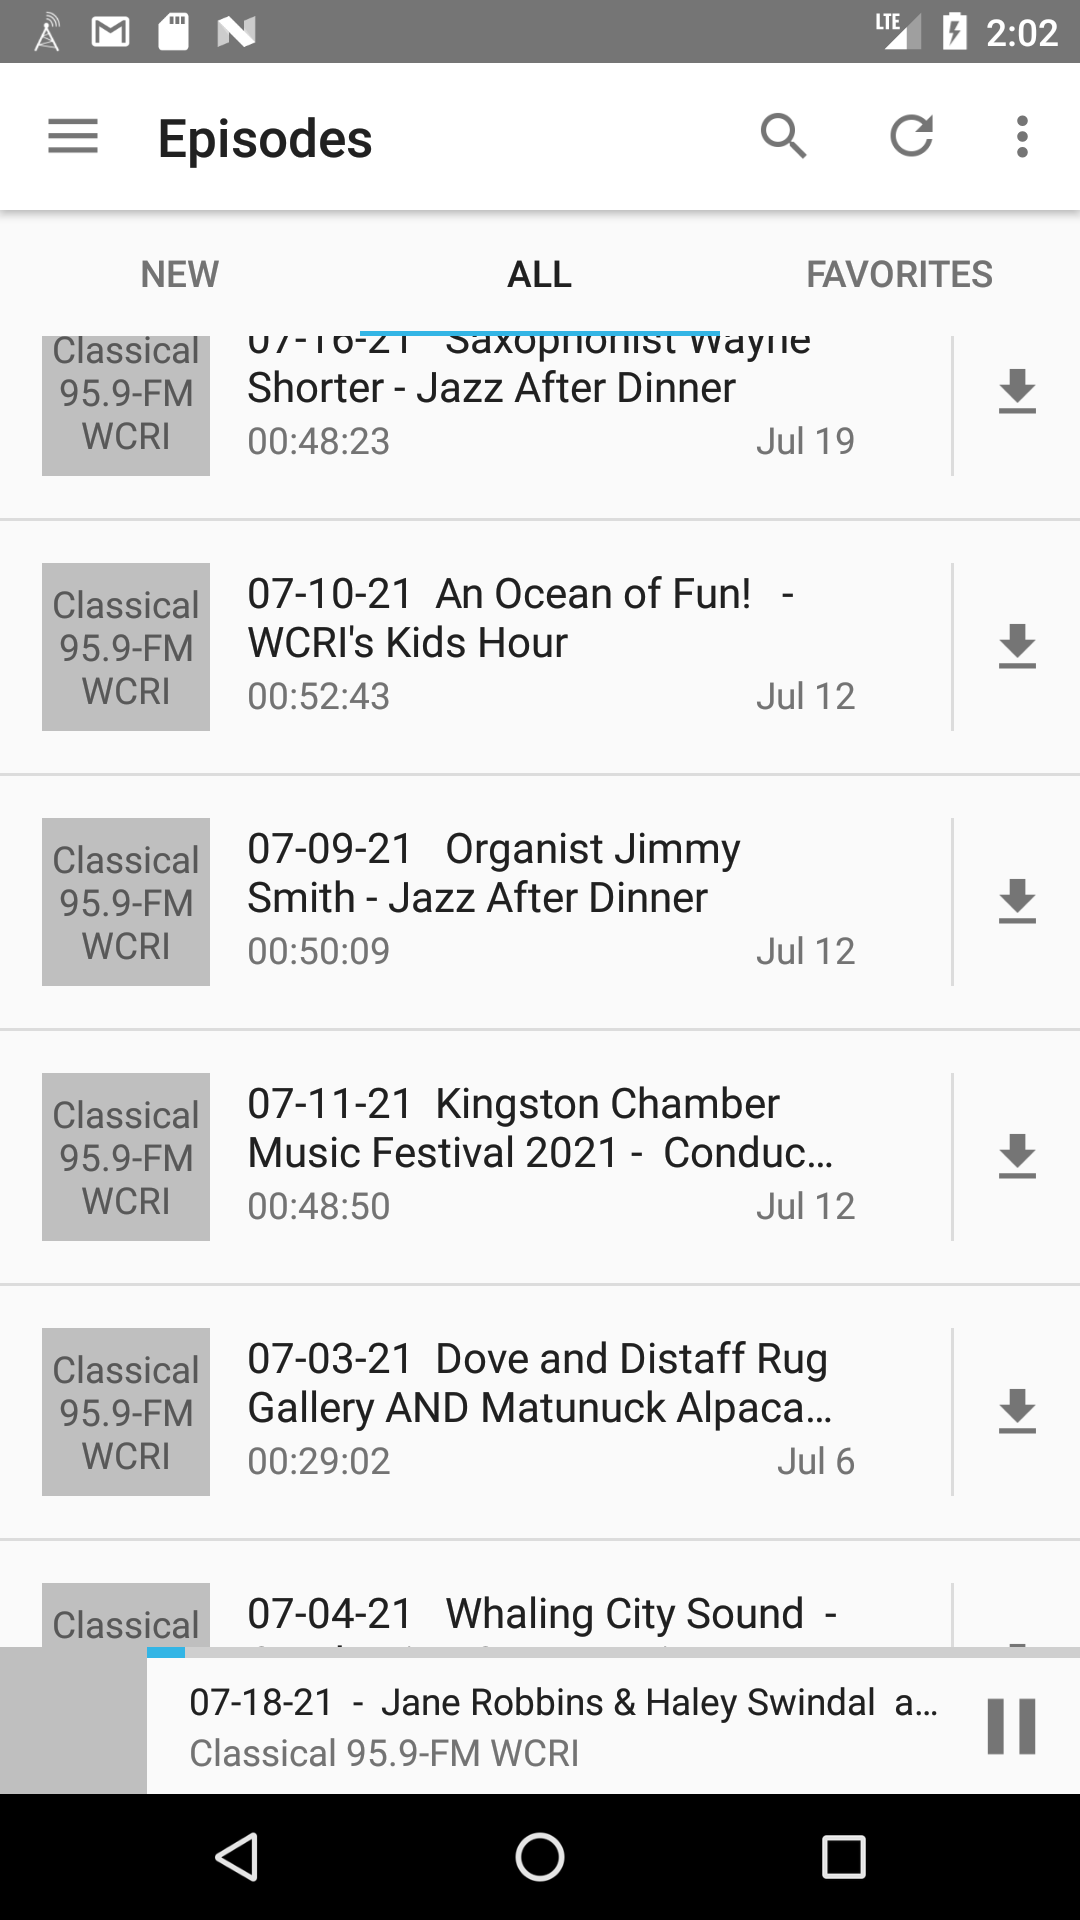 LTE
2:02
Episodes
NEW
ALL
FAVORITES
Classical
95.9-FM
WCRI
07-16-21 Saxophonist Wayne
Shorter - Jazz After Dinner
00:48:23
Jul 19
Classical
95.9-FM
WCRI
07-10-21 An Ocean of Fun! -
WCRI's Kids Hour
00:52:43
Jul 12
Classical
95.9-FM
WCRI
07-09-21 Organist Jimmy
Smith - Jazz After Dinner
00:50:09
Jul 12
Classical
95.9-FM
WCRI
07-11-21 Kingston Chamber
Music Festival 2021 - Conduc...
00:48:50
Jul 12
Classical
95.9-FM
WCRI
07-03-21 Dove and Distaff Rug
Gallery AND Matunuck Alpaca...
00:29:02
Jul 6
Classical
07-04-21 Whaling City Sound -
07-18-21 - Jane Robbins & Haley Swindal a...
Classical 95.9-FM WCRI